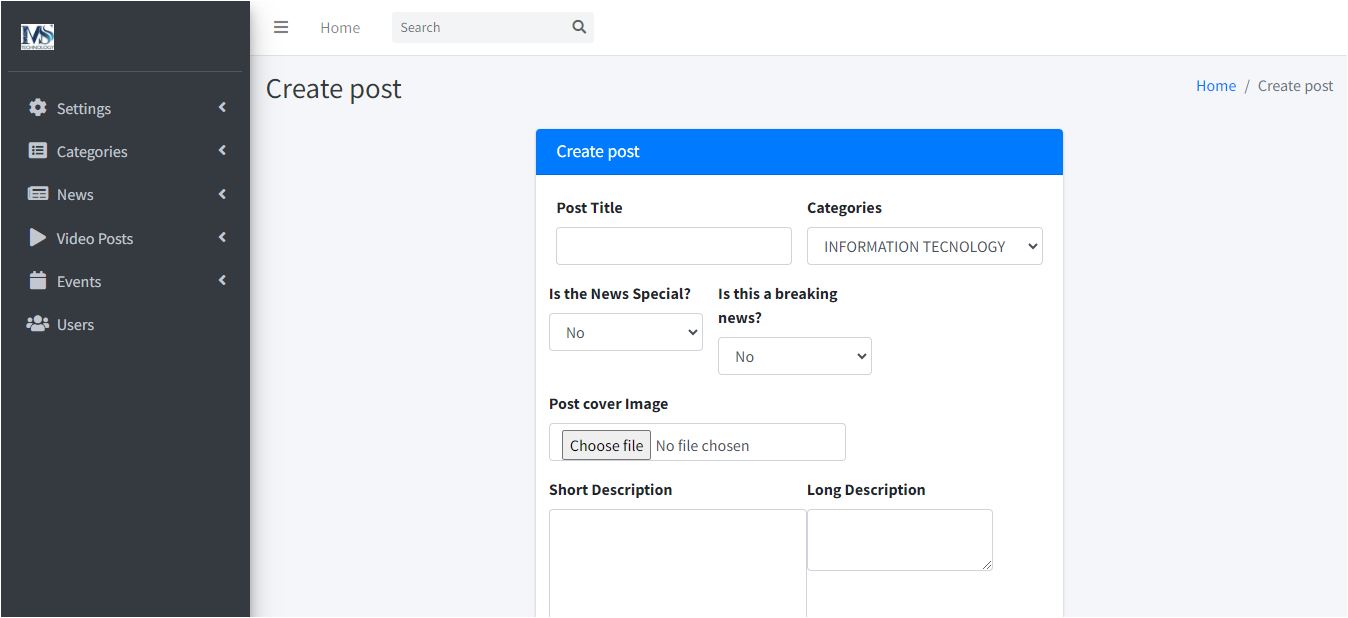 MS
TECHNOLOGY
Home
Search
Settings
Categories
News
Video Posts
Events
Users
Create post
Home / Create post
Create post
Post Title
Categories
INFORMATION TECNOLOGY
Is the News Special?
No
Is this a breaking
news?
No
Post cover Image
Choose file No file chosen
Short Description
Long Description